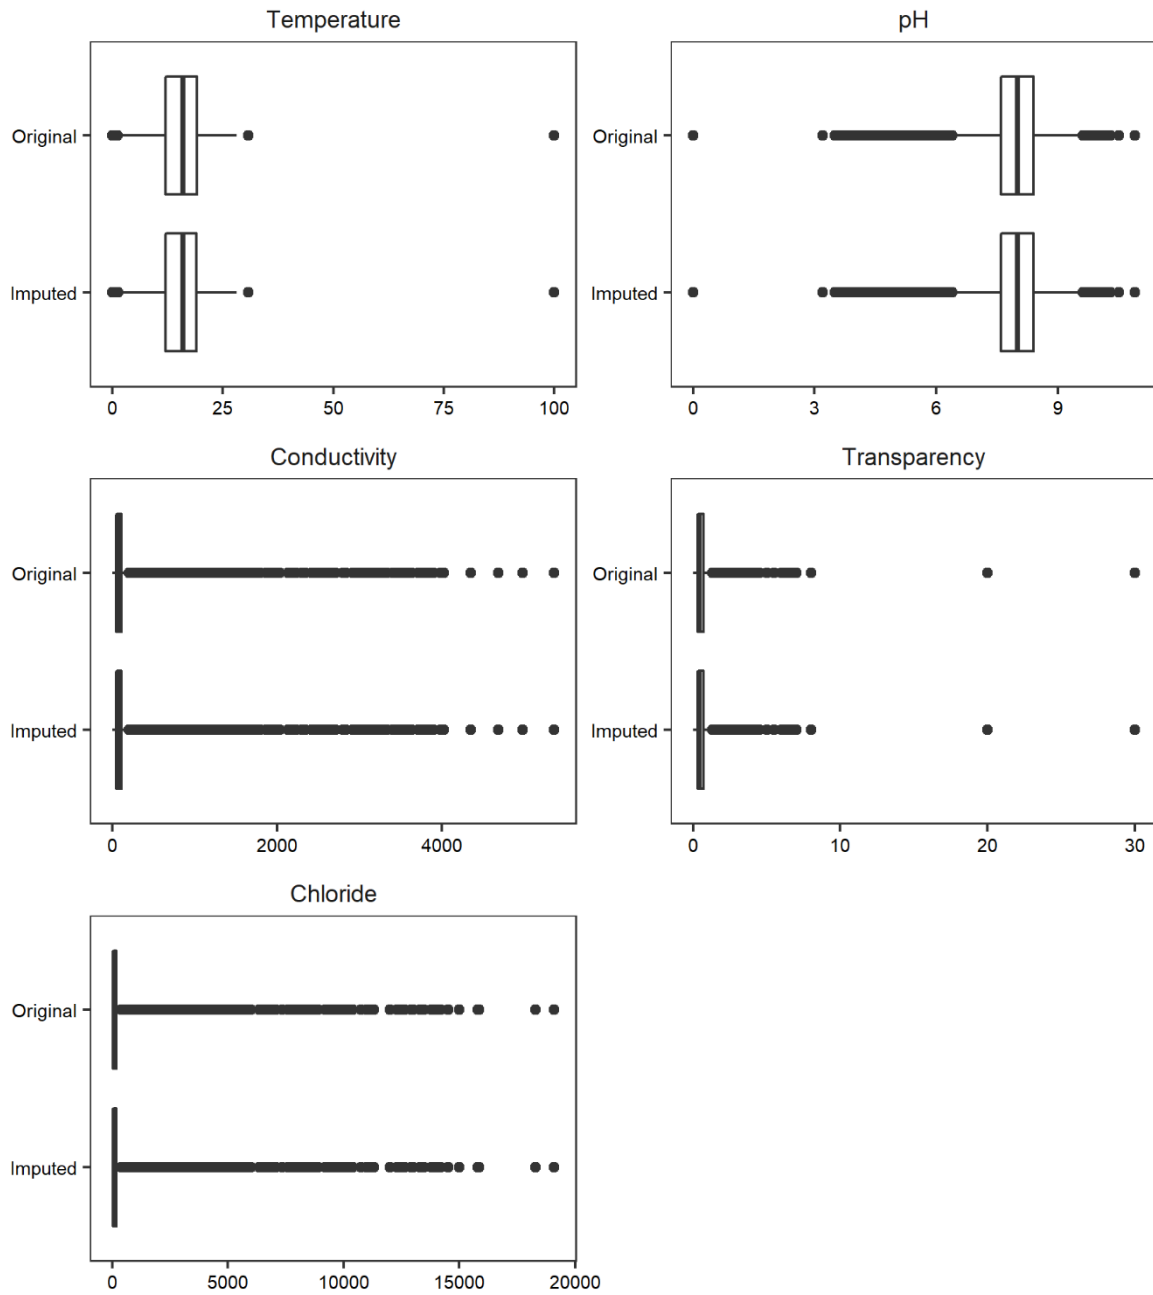 Temperature
Original
Imputed
0 25 50 75 100
pH
Original
Imputed
0 3 6 9
Conductivity
Original
Imputed
0 2000 4000
Transparency
Original
Imputed
0 10 20 30
Chloride
Original
Imputed
0 5000 10000 15000 20000